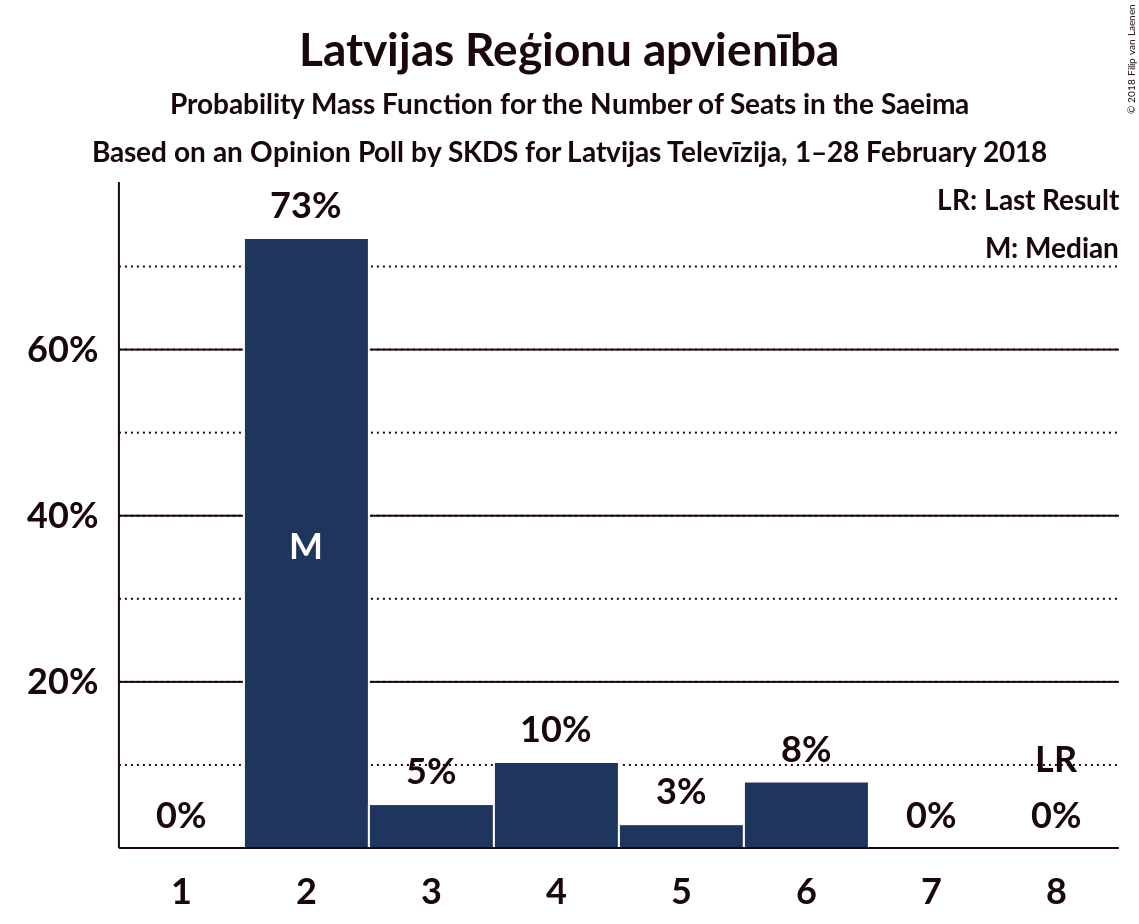 Latvijas Reģionu apvienība
Probability Mass Function for the Number of Seats in the Saeima
Based on an Opinion Poll by SKDS for Latvijas Televīzija, 1–28 February 2018
© 2018 Filip van Laenen
LR: Last Result
M: Median
60%
40%
20%
0%
73%
M
5%
10%
3%
8%
0%
LR
0%
1 2 3 4 5 6 7 8